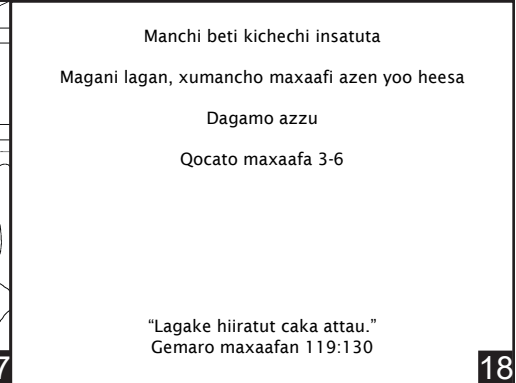 Manchi beti kichechi insatuta
Magani lagan, xumancho maxaafi azen yoo heesa
Dagamo azzu
Qocato maxaafa 3-6
“Lagake hiiratut caka attau.”
Gemaro maxaafan 119:130
7
18